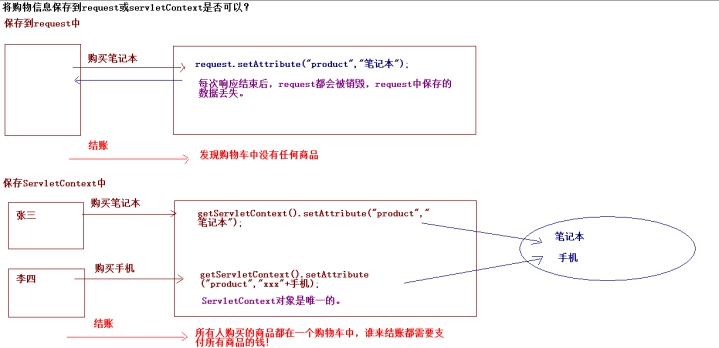 将购物信息保存到request或servletContext是否可以？
保存到request中
购买笔记本
request.setAttribute("product","笔记本");
每次响应结束后，request都会被销毁，request中保存的
数据丢失。
结账
发现购物车中没有任何商品
保存ServletContext中
张三
购买笔记本
getServletContext().setAttribute("product","
笔记本");
笔记本
手机
李四
购买手机
getServletContext().setAttribute
("product","xxx"+手机);
ServletContext对象是唯一的。
结账
所有人购买的商品都在一个购物车中，谁来结账都需要支
付所有商品的钱!